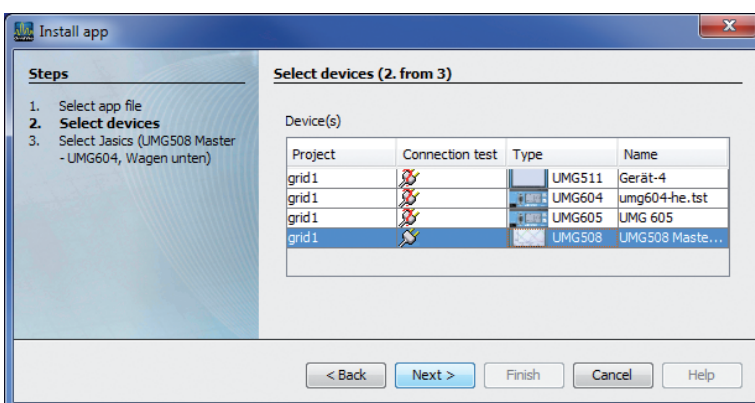 Install app
Steps
1. Select app file
2. Select devices
3. Select Jasics (UMG508 Master
- UMG604, Wagen unten)
Select devices (2. from 3)
Device(s)
Project Connection test Type Name
grid1 UMG511 Gerät-4
grid1 UMG604 umg604-he.tst
grid1 UMG605 UMG 605
grid1 UMG508 UMG508 Maste...
< Back Next > Finish Cancel Help